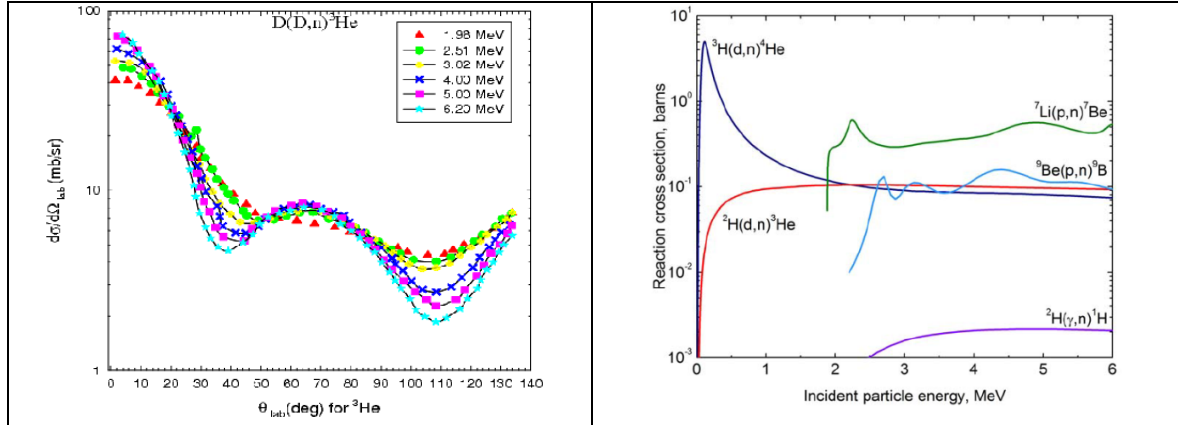 D(D,n)³He
1.98 MeV
2.51 MeV
3.02 MeV
4.00 MeV
5.00 MeV
6.20 MeV
dσ/dΩ_lab (mb/sr)
100
10
1
0 10 20 30 40 50 60 70 80 90 100 110 120 130 140
θ_lab(deg) for ³He
³H(d,n)⁴He
⁷Li(p,n)⁷Be
⁹Be(p,n)⁹B
²H(d,n)³He
²H(γ,n)¹H
Reaction cross section, barns
10¹
10⁰
10⁻¹
10⁻²
10⁻³
0 1 2 3 4 5 6
Incident particle energy, MeV